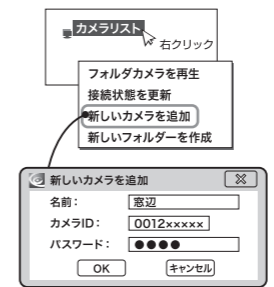 カメラリスト
右クリック
フォルダカメラを再生
接続状態を更新
新しいカメラを追加
新しいフォルダーを作成
新しいカメラを追加
名前： 窓辺
カメラID： 0012×××××
パスワード： ●●●●
OK キャンセル